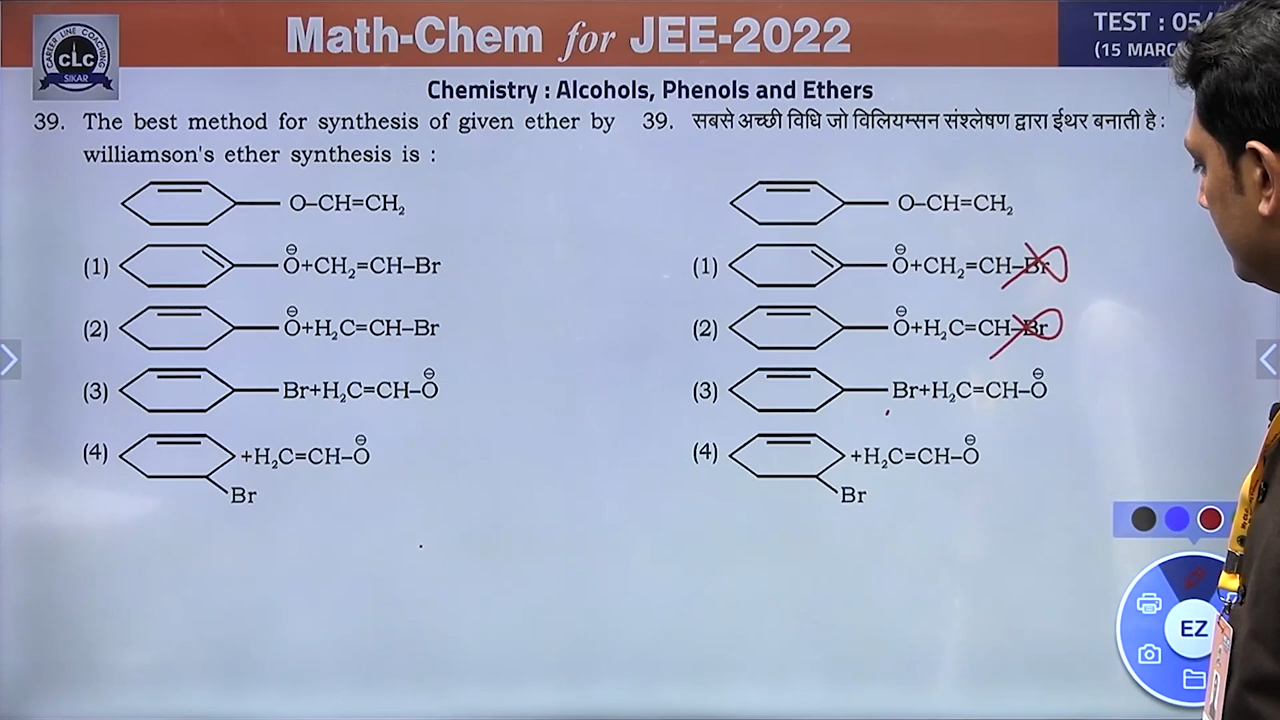 CAREER LINE COACHING
CLC
SIKAR
Math-Chem for JEE-2022
TEST : 05/
(15 MARC
Chemistry : Alcohols, Phenols and Ethers
39. The best method for synthesis of given ether by
williamson's ether synthesis is :
O–CH=CH₂
(1) O⊖+CH₂=CH–Br
(2) O⊖+H₂C=CH–Br
(3) Br+H₂C=CH–O⊖
(4) +H₂C=CH–O⊖
Br
39. सबसे अच्छी विधि जो विलियम्सन संश्लेषण द्वारा ईथर बनाती है :
O–CH=CH₂
(1) O⊖+CH₂=CH–Br
(2) O⊖+H₂C=CH–Br
(3) Br+H₂C=CH–O⊖
(4) +H₂C=CH–O⊖
Br
EZ